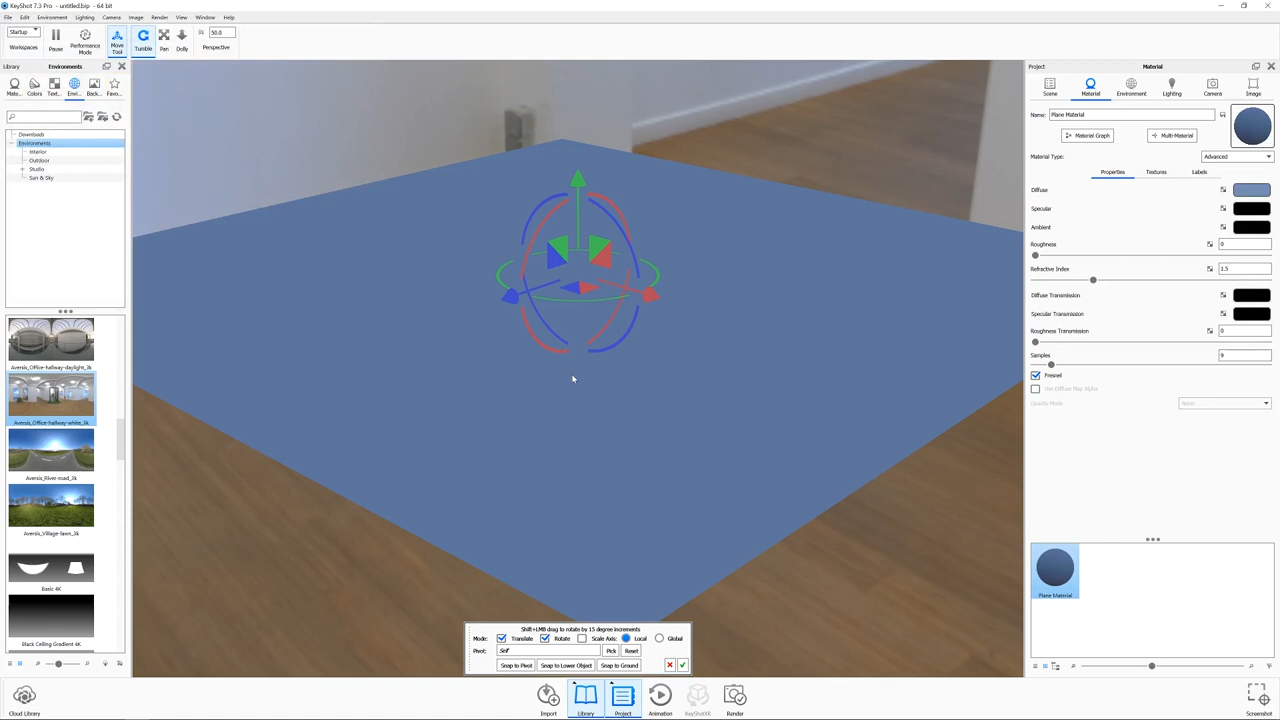 KeyShot 7.3 Pro - untitled.bip - 64 bit
File Edit Environment Lighting Camera Image Render View Window Help
Startup
50.0
Workspaces Pause Performance Mode Move Tool Tumble Pan Dolly Perspective
Library Environments
Mate... Colors Text... Envi... Back... Favo...
Downloads
Environments
Interior
Outdoor
Studio
Sun & Sky
Aversis_Office-hallway-daylight_3k
Aversis_Office-hallway-white_3k
Aversis_River-road_3k
Aversis_Village-lawn_3k
Basic 4K
Black Ceiling Gradient 4K
Shift+LMB drag to rotate by 15 degree increments
Mode: Translate Rotate Scale Axis: Local Global
Pivot: Self Pick Reset
Snap to Pivot Snap to Lower Object Snap to Ground
Project Material
Scene Material Environment Lighting Camera Image
Name: Plane Material
Material Graph Multi-Material
Material Type: Advanced
Properties Textures Labels
Diffuse
Specular
Ambient
Roughness 0
Refractive Index 1.5
Diffuse Transmission
Specular Transmission
Roughness Transmission 0
Samples 9
Fresnel
Use Diffuse Map Alpha
Opacity Mode None
Plane Material
Cloud Library Import Library Project Animation KeyShotXR Render Screenshot